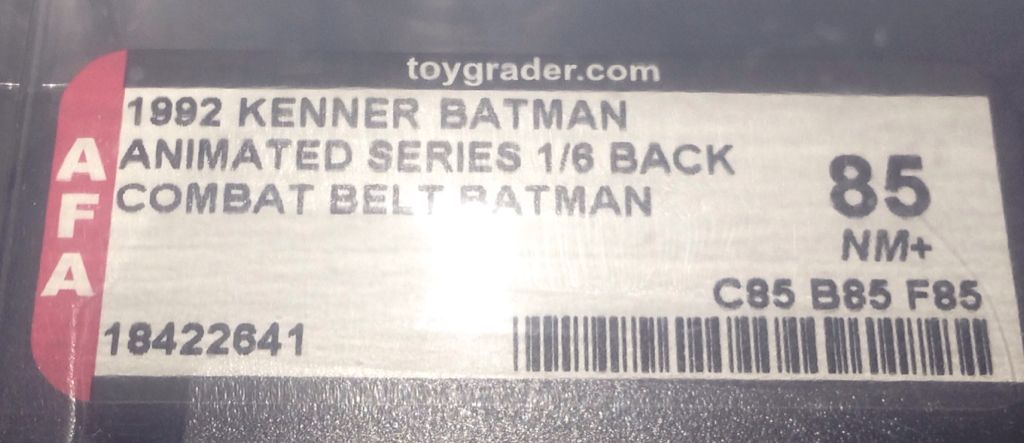 toygrader.com
AFA
1992 KENNER BATMAN
ANIMATED SERIES 1/6 BACK
COMBAT BELT BATMAN
85
NM+
C85 B85 F85
18422641